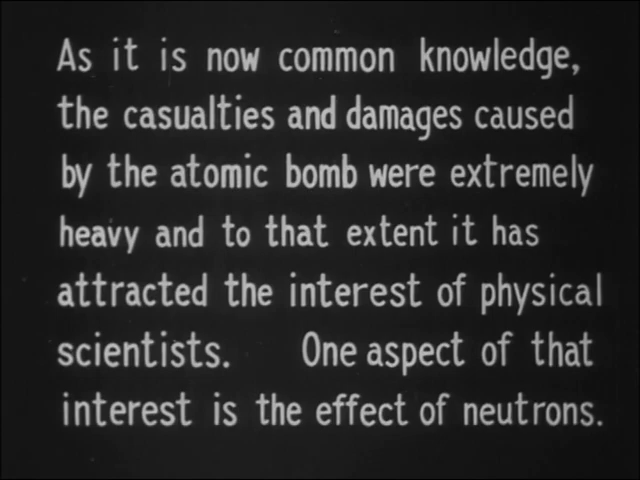 As it is now common knowledge,
the casualties and damages caused
by the atomic bomb were extremely
heavy and to that extent it has
attracted the interest of physical
scientists. One aspect of that
interest is the effect of neutrons.